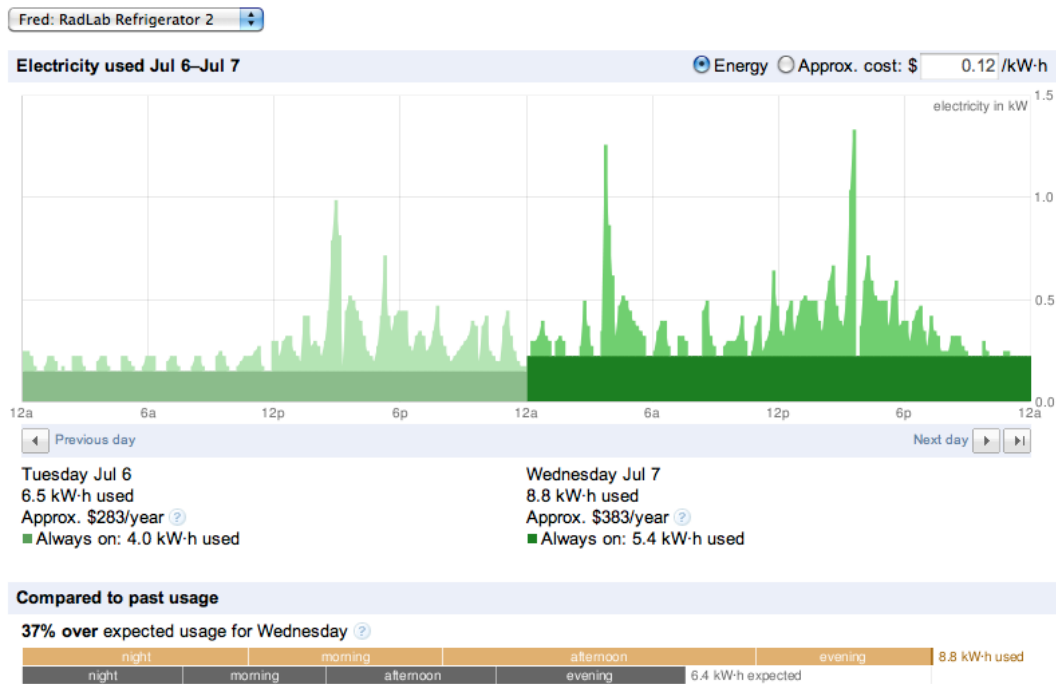 Fred: RadLab Refrigerator 2
Electricity used Jul 6–Jul 7 Energy Approx. cost: $ 0.12 /kW·h
1.5
electricity in kW
1.0
0.5
0.0
12a 6a 12p 6p 12a 6a 12p 6p 12a
Previous day Next day
Tuesday Jul 6
6.5 kW·h used
Approx. $283/year ?
Always on: 4.0 kW·h used
Wednesday Jul 7
8.8 kW·h used
Approx. $383/year ?
Always on: 5.4 kW·h used
Compared to past usage
37% over expected usage for Wednesday ?
night morning afternoon evening 8.8 kW·h used
night morning afternoon evening 6.4 kW·h expected